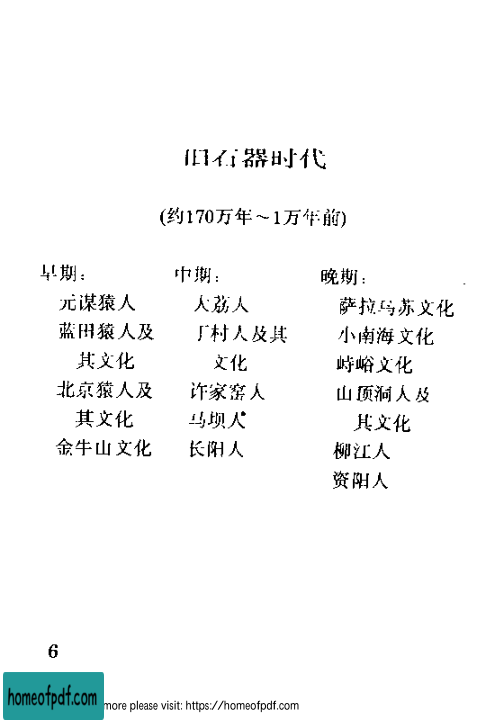 旧石器时代
(约170万年～1万年前)
早期：
元谋猿人
蓝田猿人及
其文化
北京猿人及
其文化
金牛山文化
中期：
大荔人
丁村人及其
文化
许家窑人
马坝人
长阳人
晚期：
萨拉乌苏文化
小南海文化
峙峪文化
山顶洞人及
其文化
柳江人
资阳人
6
homeofpdf.com
more please visit: https://homeofpdf.com